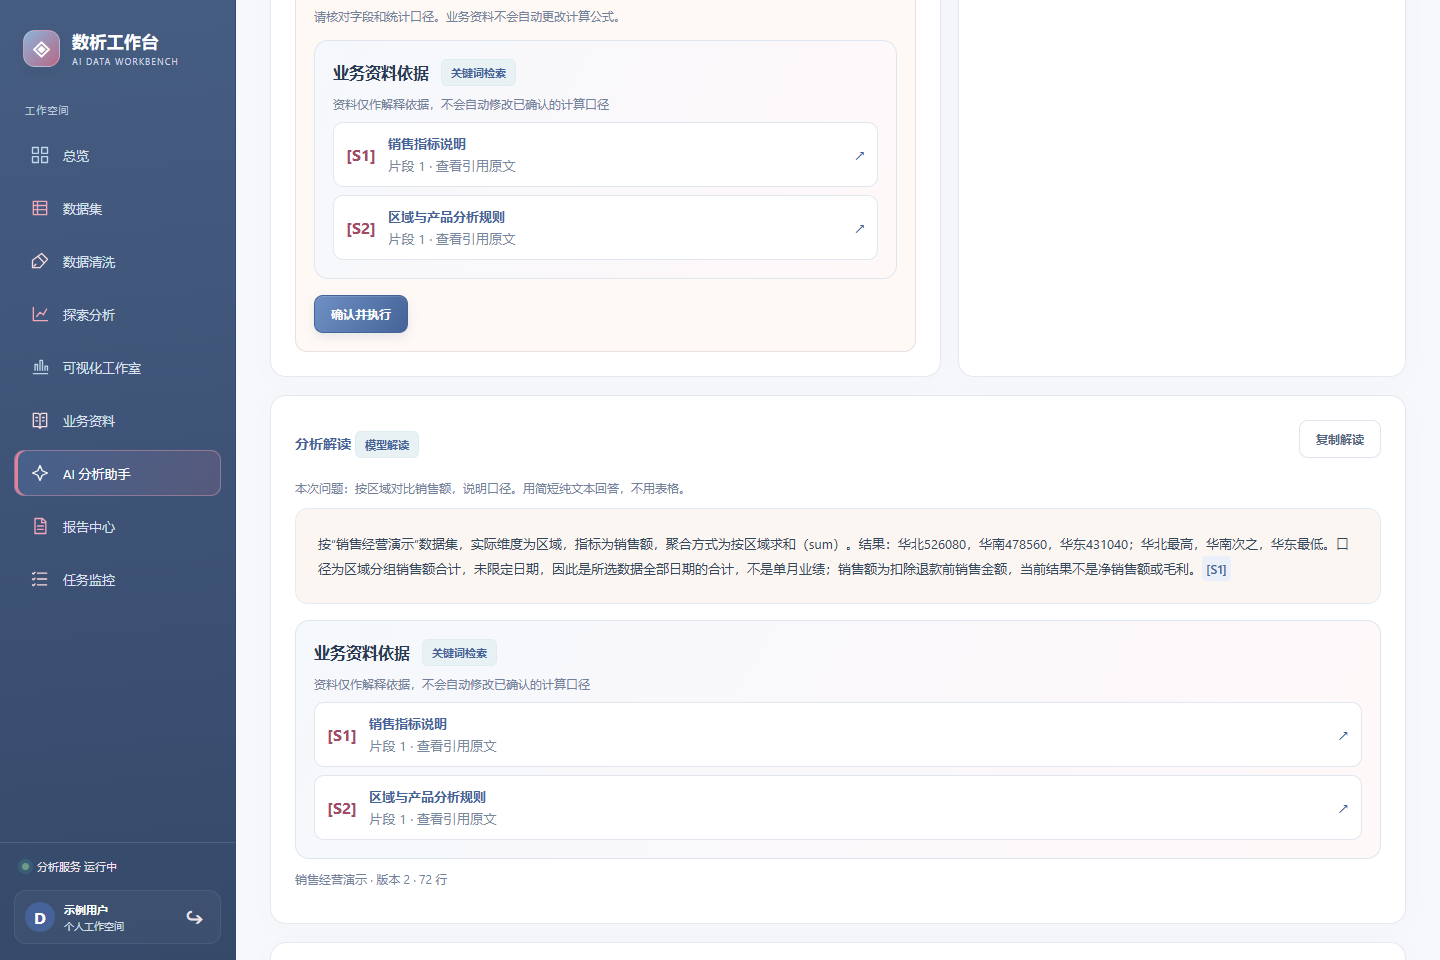 数析工作台
AI DATA WORKBENCH
工作空间
总览
数据集
数据清洗
探索分析
可视化工作室
业务资料
AI 分析助手
报告中心
任务监控
分析服务 运行中
D
示例用户
个人工作空间
请核对字段和统计口径。业务资料不会自动更改计算公式。
业务资料依据 关键词检索
资料仅作解释依据，不会自动修改已确认的计算口径
[S1] 销售指标说明
片段 1 · 查看引用原文
[S2] 区域与产品分析规则
片段 1 · 查看引用原文
确认并执行
分析解读 模型解读
复制解读
本次问题：按区域对比销售额，说明口径。用简短纯文本回答，不用表格。
按“销售经营演示”数据集，实际维度为区域，指标为销售额，聚合方式为按区域求和（sum）。结果：华北526080，华南478560，华东431040；华北最高，华南次之，华东最低。口
径为区域分组销售额合计，未限定日期，因此是所选数据全部日期的合计，不是单月业绩；销售额为扣除退款前销售金额，当前结果不是净销售额或毛利。 [S1]
业务资料依据 关键词检索
资料仅作解释依据，不会自动修改已确认的计算口径
[S1] 销售指标说明
片段 1 · 查看引用原文
[S2] 区域与产品分析规则
片段 1 · 查看引用原文
销售经营演示 · 版本 2 · 72 行